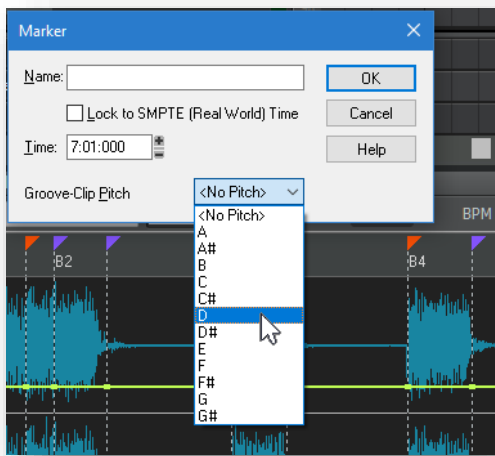 Marker
Name:
OK
Lock to SMPTE (Real World) Time
Cancel
Time: 7:01:000
Help
Groove-Clip Pitch
<No Pitch>
<No Pitch>
A
A#
B
C
C#
D
D#
E
F
F#
G
G#
BPM
B2
B4